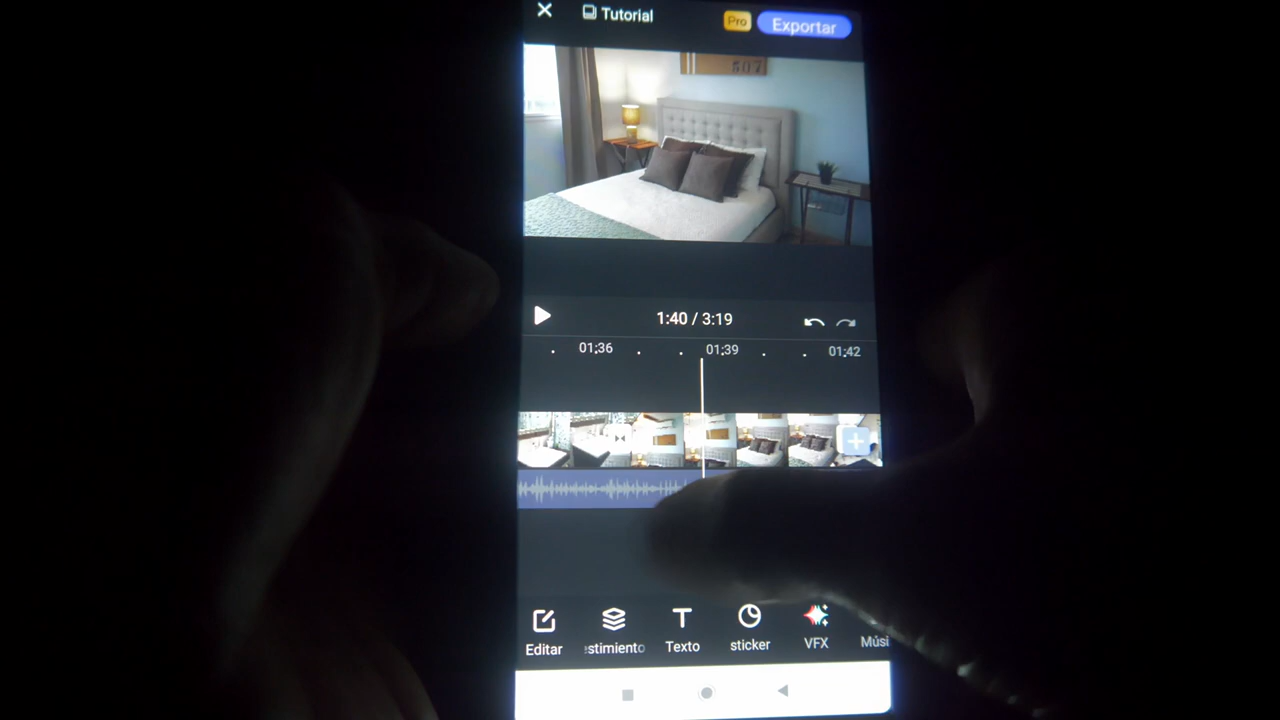 Tutorial
Pro
Exportar
507
1:40 / 3:19
01:36
01:39
01:42
Editar
stimiento
Texto
sticker
VFX
Músi